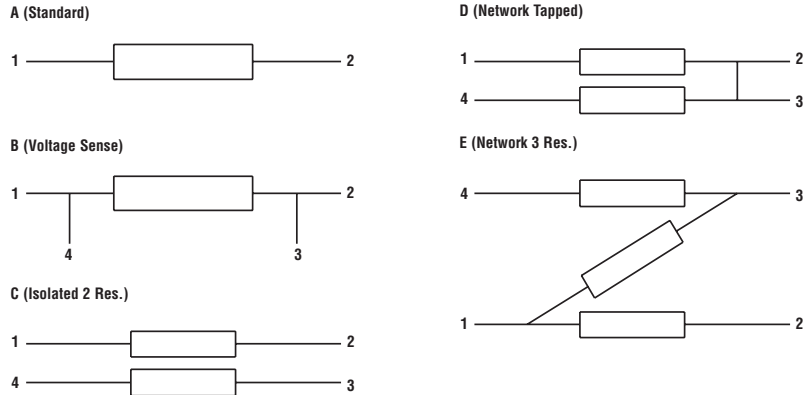 A (Standard)
1 2
B (Voltage Sense)
1 2
4 3
C (Isolated 2 Res.)
1 2
4 3
D (Network Tapped)
1 2
4 3
E (Network 3 Res.)
4 3
1 2